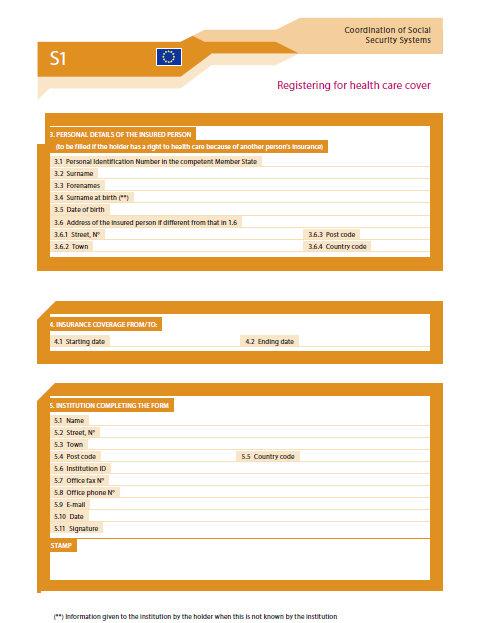 Coordination of Social
Security Systems
S1
Registering for health care cover
3. PERSONAL DETAILS OF THE INSURED PERSON
(to be filled if the holder has a right to health care because of another person's insurance)
3.1 Personal Identification Number in the competent Member State
3.2 Surname
3.3 Forenames
3.4 Surname at birth (**)
3.5 Date of birth
3.6 Address of the insured person if different from that in 1.6
3.6.1 Street, N° 3.6.3 Post code
3.6.2 Town 3.6.4 Country code
4. INSURANCE COVERAGE FROM/TO:
4.1 Starting date 4.2 Ending date
5. INSTITUTION COMPLETING THE FORM
5.1 Name
5.2 Street, N°
5.3 Town
5.4 Post code 5.5 Country code
5.6 Institution ID
5.7 Office fax N°
5.8 Office phone N°
5.9 E-mail
5.10 Date
5.11 Signature
STAMP
(**) Information given to the institution by the holder when this is not known by the institution